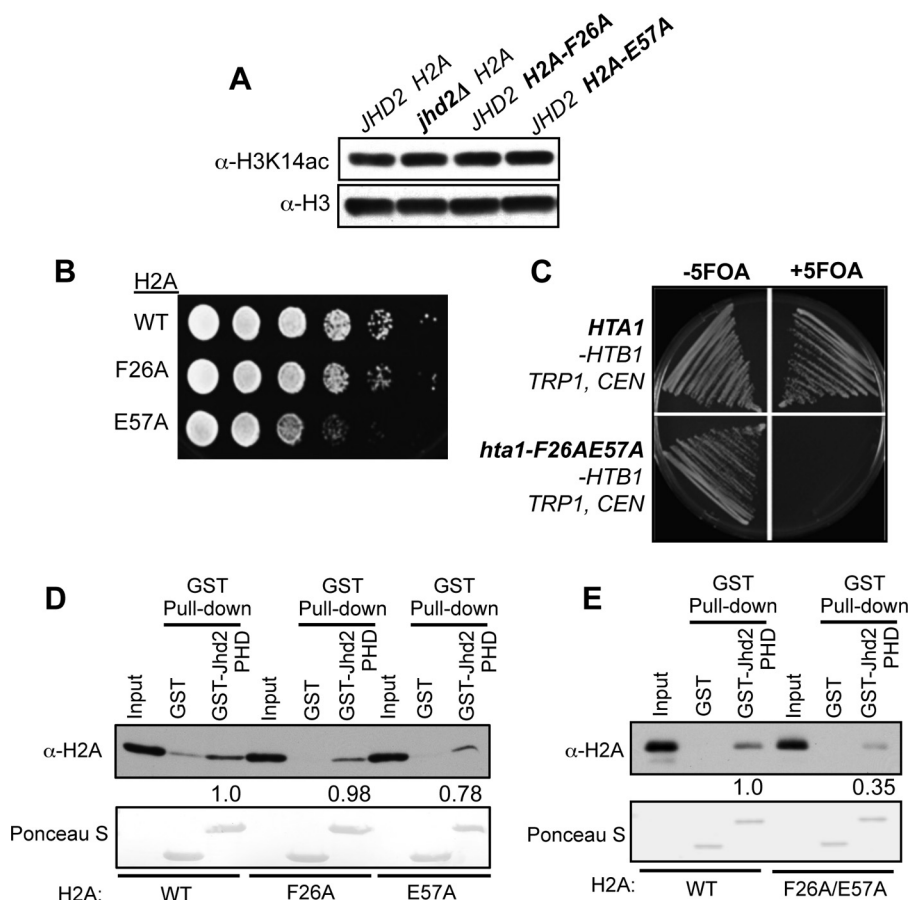 A
JHD2 H2A
jhd2Δ H2A
JHD2 H2A-F26A
JHD2 H2A-E57A
α-H3K14ac
α-H3
B
H2A
WT
F26A
E57A
C
-5FOA +5FOA
HTA1
-HTB1
TRP1, CEN
hta1-F26AE57A
-HTB1
TRP1, CEN
D
GST
Pull-down
GST
Pull-down
GST
Pull-down
Input
GST
GST-Jhd2
PHD
Input
GST
GST-Jhd2
PHD
Input
GST
GST-Jhd2
PHD
α-H2A
1.0 0.98 0.78
Ponceau S
H2A: WT F26A E57A
E
GST
Pull-down
GST
Pull-down
Input
GST
GST-Jhd2
PHD
Input
GST
GST-Jhd2
PHD
α-H2A
1.0 0.35
Ponceau S
H2A: WT F26A/E57A